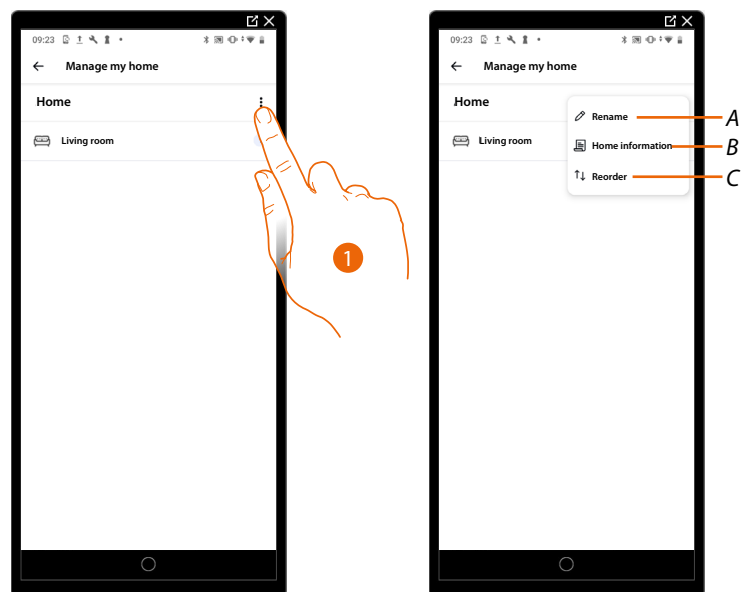 09:23
Manage my home
Home
Living room
1
09:23
Manage my home
Home
Rename
A
Living room
Home information
B
Reorder
C